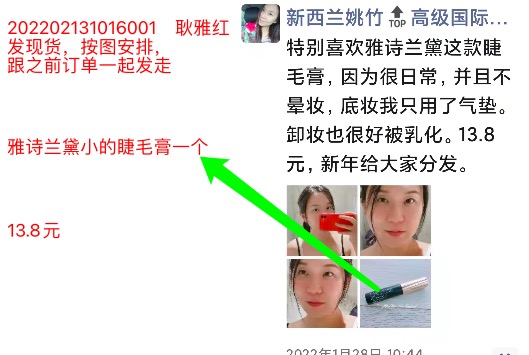 202202131016001 耿雅红
发现货，按图安排，
跟之前订单一起发走
雅诗兰黛小的睫毛膏一个
13.8元
新西兰姚竹 TOP 高级国际...
特别喜欢雅诗兰黛这款睫
毛膏，因为很日常，并且不
晕妆，底妆我只用了气垫。
卸妆也很好被乳化。13.8
元，新年给大家分发。
2022年1月28日 10:44